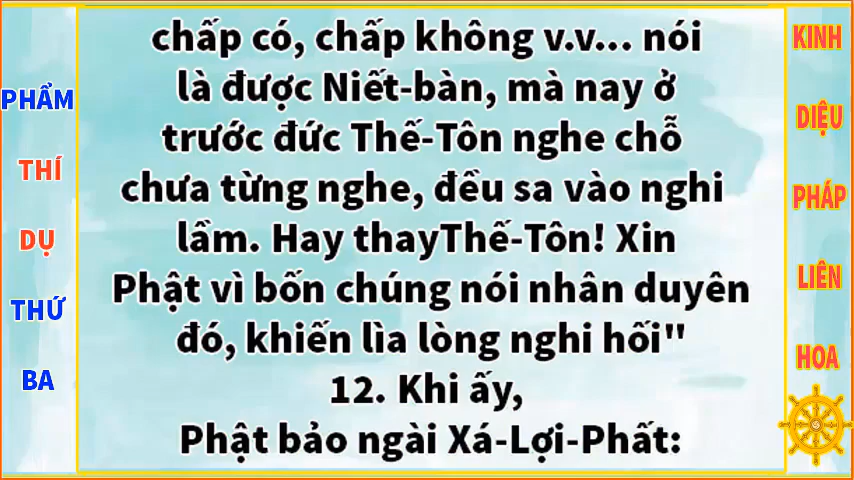 PHẨM
THÍ
DỤ
THỨ
BA
chấp có, chấp không v.v... nói
là được Niết-bàn, mà nay ở
trước đức Thế-Tôn nghe chỗ
chưa từng nghe, đều sa vào nghi
lầm. Hay thayThế-Tôn! Xin
Phật vì bốn chúng nói nhân duyên
đó, khiến lìa lòng nghi hối"
12. Khi ấy,
Phật bảo ngài Xá-Lợi-Phất:
KINH
DIỆU
PHÁP
LIÊN
HOA